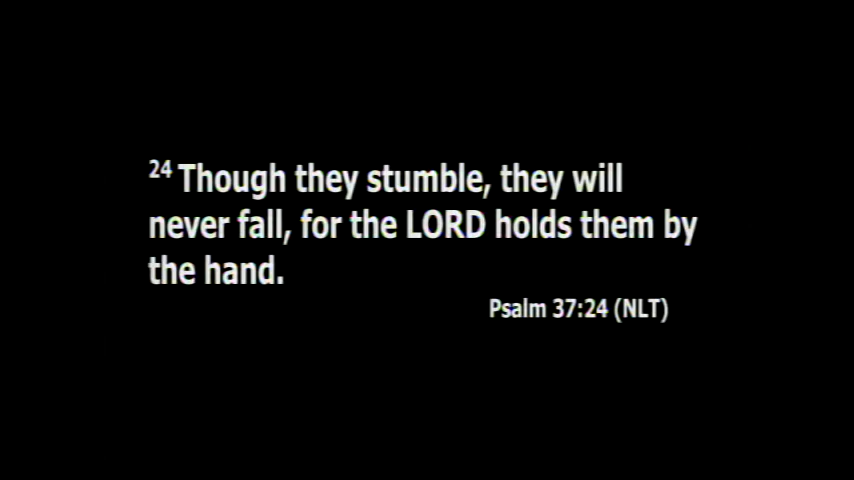 24 Though they stumble, they will
never fall, for the LORD holds them by
the hand.
Psalm 37:24 (NLT)